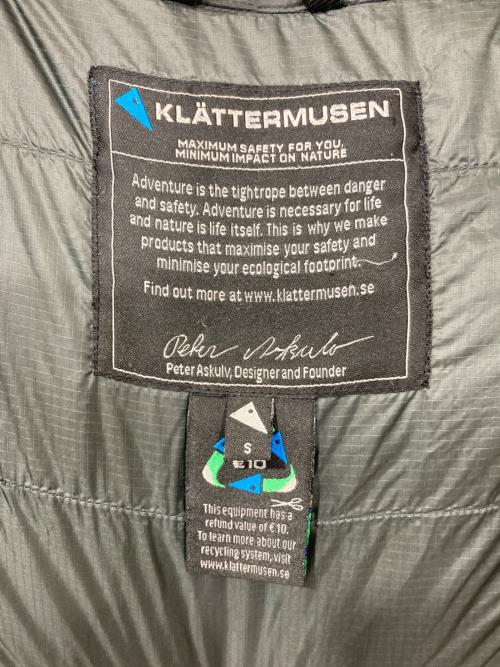 KLÄTTERMUSEN
MAXIMUM SAFETY FOR YOU,
MINIMUM IMPACT ON NATURE
Adventure is the tightrope between danger
and safety. Adventure is necessary for life
and nature is life itself. This is why we make
products that maximise your safety and
minimise your ecological footprint.
Find out more at www.klattermusen.se
Peter Askulv
Peter Askulv, Designer and Founder
S
€10
This equipment has a
refund value of €10.
To learn more about our
recycling system, visit
www.klattermusen.se